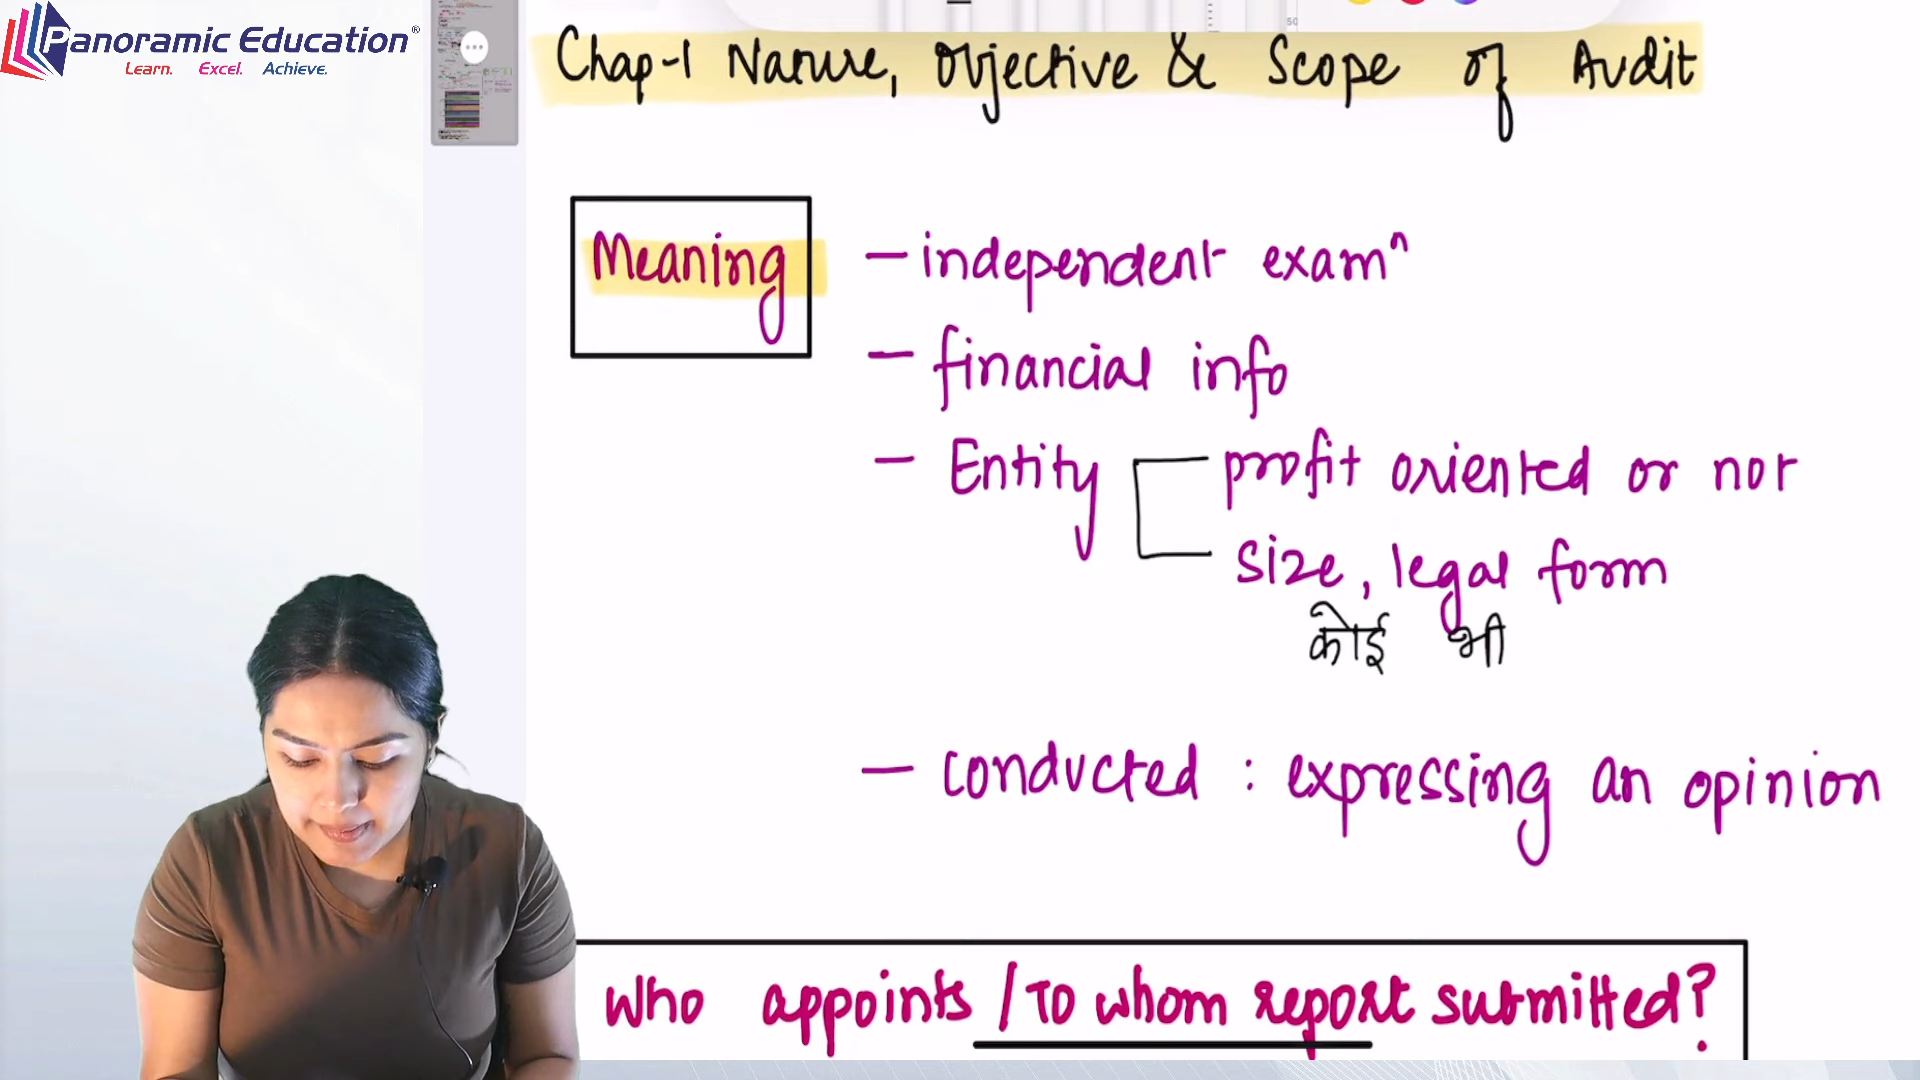 Panoramic Education®
Learn. Excel. Achieve.
50
Chap-1 Nature, Objective & Scope of Audit
Meaning
- independent examⁿ
- financial info
- Entity
profit oriented or not
size, legal form
कोई भी
- conducted : expressing an opinion
Who appoints / To whom report submitted?